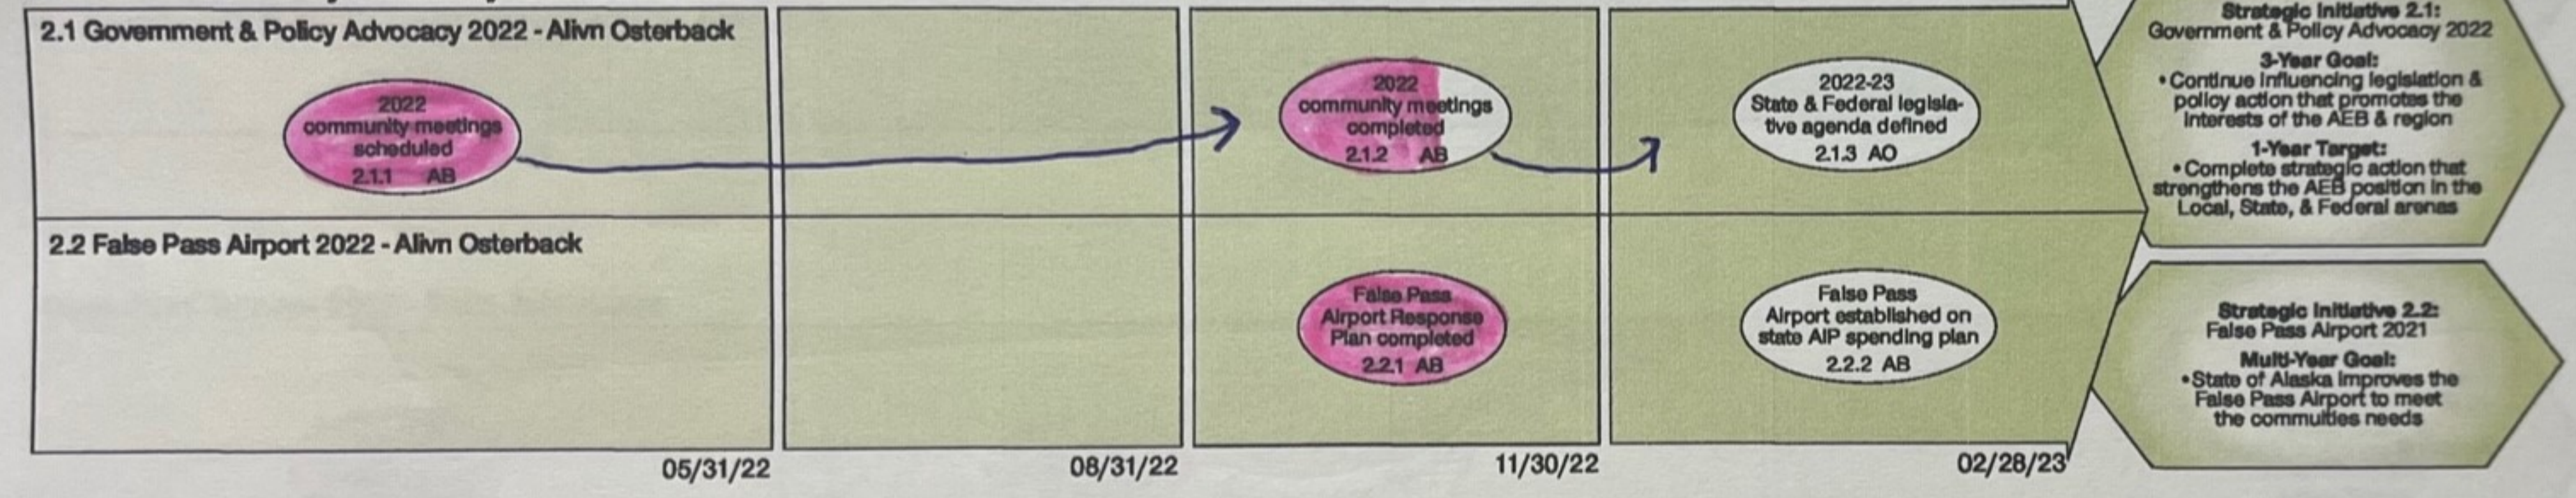 2.1 Government & Policy Advocacy 2022 - Alivn Osterback
2022
community meetings
scheduled
2.1.1 AB
2022
community meetings
completed
2.1.2 AB
2022-23
State & Federal legisla-
tive agenda defined
2.1.3 AO
Strategic Initiative 2.1:
Government & Policy Advocacy 2022
3-Year Goal:
• Continue influencing legislation &
policy action that promotes the
interests of the AEB & region
1-Year Target:
• Complete strategic action that
strengthens the AEB position in the
Local, State, & Federal arenas
2.2 False Pass Airport 2022 - Alivn Osterback
False Pass
Airport Response
Plan completed
2.2.1 AB
False Pass
Airport established on
state AIP spending plan
2.2.2 AB
Strategic Initiative 2.2:
False Pass Airport 2021
Multi-Year Goal:
• State of Alaska improves the
False Pass Airport to meet
the commuities needs
05/31/22
08/31/22
11/30/22
02/28/23